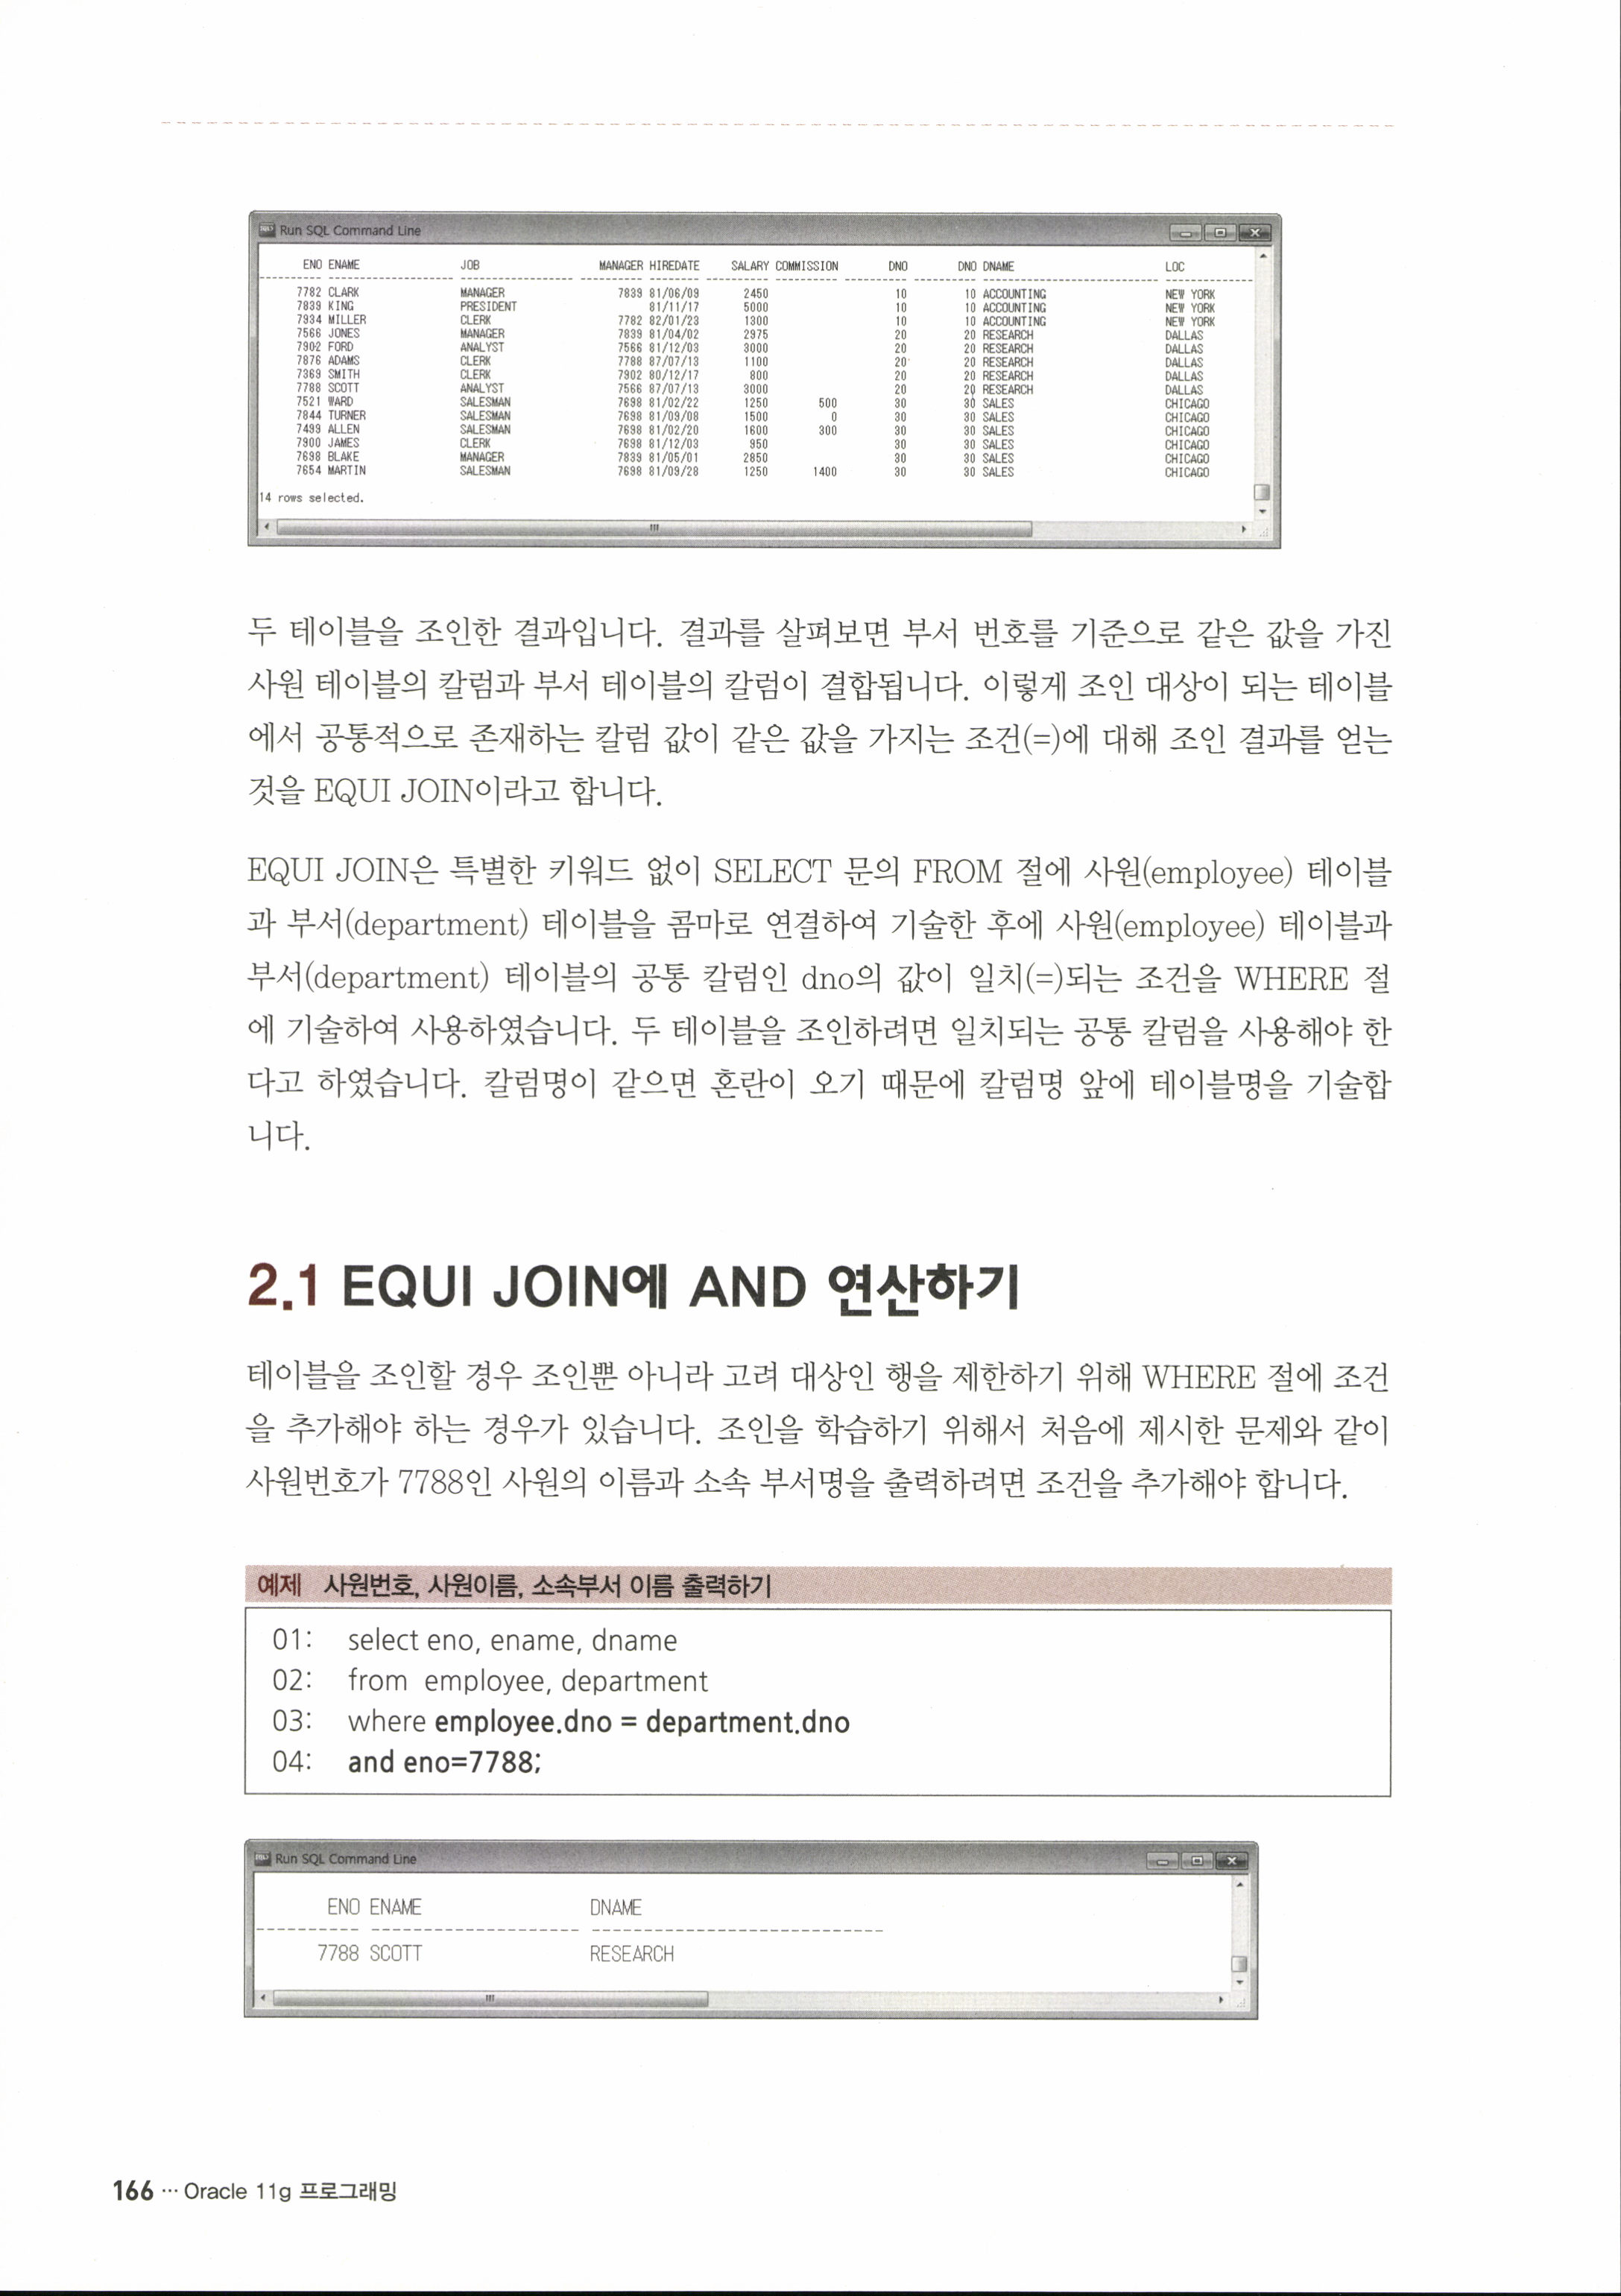 Run SQL Command Line
ENO ENAME JOB MANAGER HIREDATE SALARY COMMISSION DNO DNO DNAME LOC
7782 CLARK MANAGER 7839 81/06/09 2450 10 10 ACCOUNTING NEW YORK
7839 KING PRESIDENT 81/11/17 5000 10 10 ACCOUNTING NEW YORK
7934 MILLER CLERK 7782 82/01/23 1300 10 10 ACCOUNTING NEW YORK
7566 JONES MANAGER 7839 81/04/02 2975 20 20 RESEARCH DALLAS
7902 FORD ANALYST 7566 81/12/03 3000 20 20 RESEARCH DALLAS
7876 ADAMS CLERK 7788 87/07/13 1100 20 20 RESEARCH DALLAS
7369 SMITH CLERK 7902 80/12/17 800 20 20 RESEARCH DALLAS
7788 SCOTT ANALYST 7566 87/07/13 3000 20 20 RESEARCH DALLAS
7521 WARD SALESMAN 7698 81/02/22 1250 500 30 30 SALES CHICAGO
7844 TURNER SALESMAN 7698 81/09/08 1500 0 30 30 SALES CHICAGO
7499 ALLEN SALESMAN 7698 81/02/20 1600 300 30 30 SALES CHICAGO
7900 JAMES CLERK 7698 81/12/03 950 30 30 SALES CHICAGO
7698 BLAKE MANAGER 7839 81/05/01 2850 30 30 SALES CHICAGO
7654 MARTIN SALESMAN 7698 81/09/28 1250 1400 30 30 SALES CHICAGO
14 rows selected.
두 테이블을 조인한 결과입니다. 결과를 살펴보면 부서 번호를 기준으로 같은 값을 가진
사원 테이블의 칼럼과 부서 테이블의 칼럼이 결합됩니다. 이렇게 조인 대상이 되는 테이블
에서 공통적으로 존재하는 칼럼 값이 같은 값을 가지는 조건(=)에 대해 조인 결과를 얻는
것을 EQUI JOIN이라고 합니다.
EQUI JOIN은 특별한 키워드 없이 SELECT 문의 FROM 절에 사원(employee) 테이블
과 부서(department) 테이블을 콤마로 연결하여 기술한 후에 사원(employee) 테이블과
부서(department) 테이블의 공통 칼럼인 dno의 값이 일치(=)되는 조건을 WHERE 절
에 기술하여 사용하였습니다. 두 테이블을 조인하려면 일치되는 공통 칼럼을 사용해야 한
다고 하였습니다. 칼럼명이 같으면 혼란이 오기 때문에 칼럼명 앞에 테이블명을 기술합
니다.
2.1 EQUI JOIN에 AND 연산하기
테이블을 조인할 경우 조인뿐 아니라 고려 대상인 행을 제한하기 위해 WHERE 절에 조건
을 추가해야 하는 경우가 있습니다. 조인을 학습하기 위해서 처음에 제시한 문제와 같이
사원번호가 7788인 사원의 이름과 소속 부서명을 출력하려면 조건을 추가해야 합니다.
예제 사원번호, 사원이름, 소속부서 이름 출력하기
01: select eno, ename, dname
02: from employee, department
03: where employee.dno = department.dno
04: and eno=7788;
Run SQL Command Line
ENO ENAME DNAME
7788 SCOTT RESEARCH
166 ··· Oracle 11g 프로그래밍